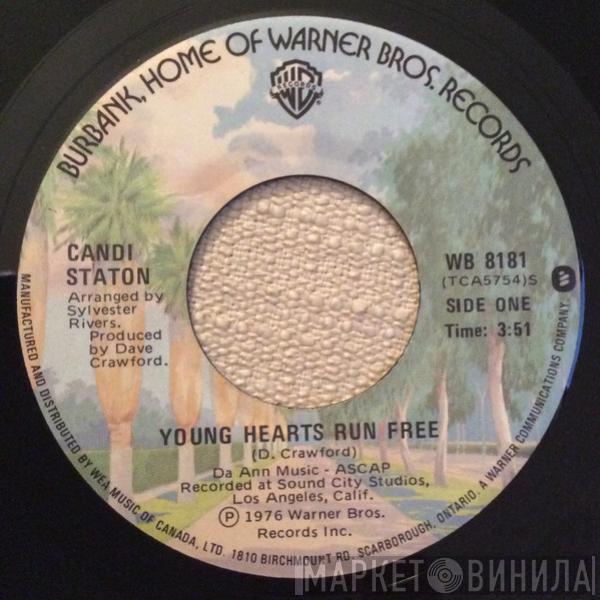 BURBANK, HOME OF WARNER BROS. RECORDS
WB
RECORDS
®
CANDI
STATON
Arranged by
Sylvester
Rivers.
Produced
by Dave
Crawford.
WB 8181
(TCA5754)S
SIDE ONE
Time: 3:51
YOUNG HEARTS RUN FREE
(D. Crawford)
Da Ann Music - ASCAP
Recorded at Sound City Studios,
Los Angeles, Calif.
Ⓟ 1976 Warner Bros.
Records Inc.
MANUFACTURED AND DISTRIBUTED BY WEA MUSIC OF CANADA, LTD. 1810 BIRCHMOUNT RD. SCARBOROUGH, ONTARIO. A WARNER COMMUNICATIONS COMPANY.
МАРКЕТ ВИНИЛА